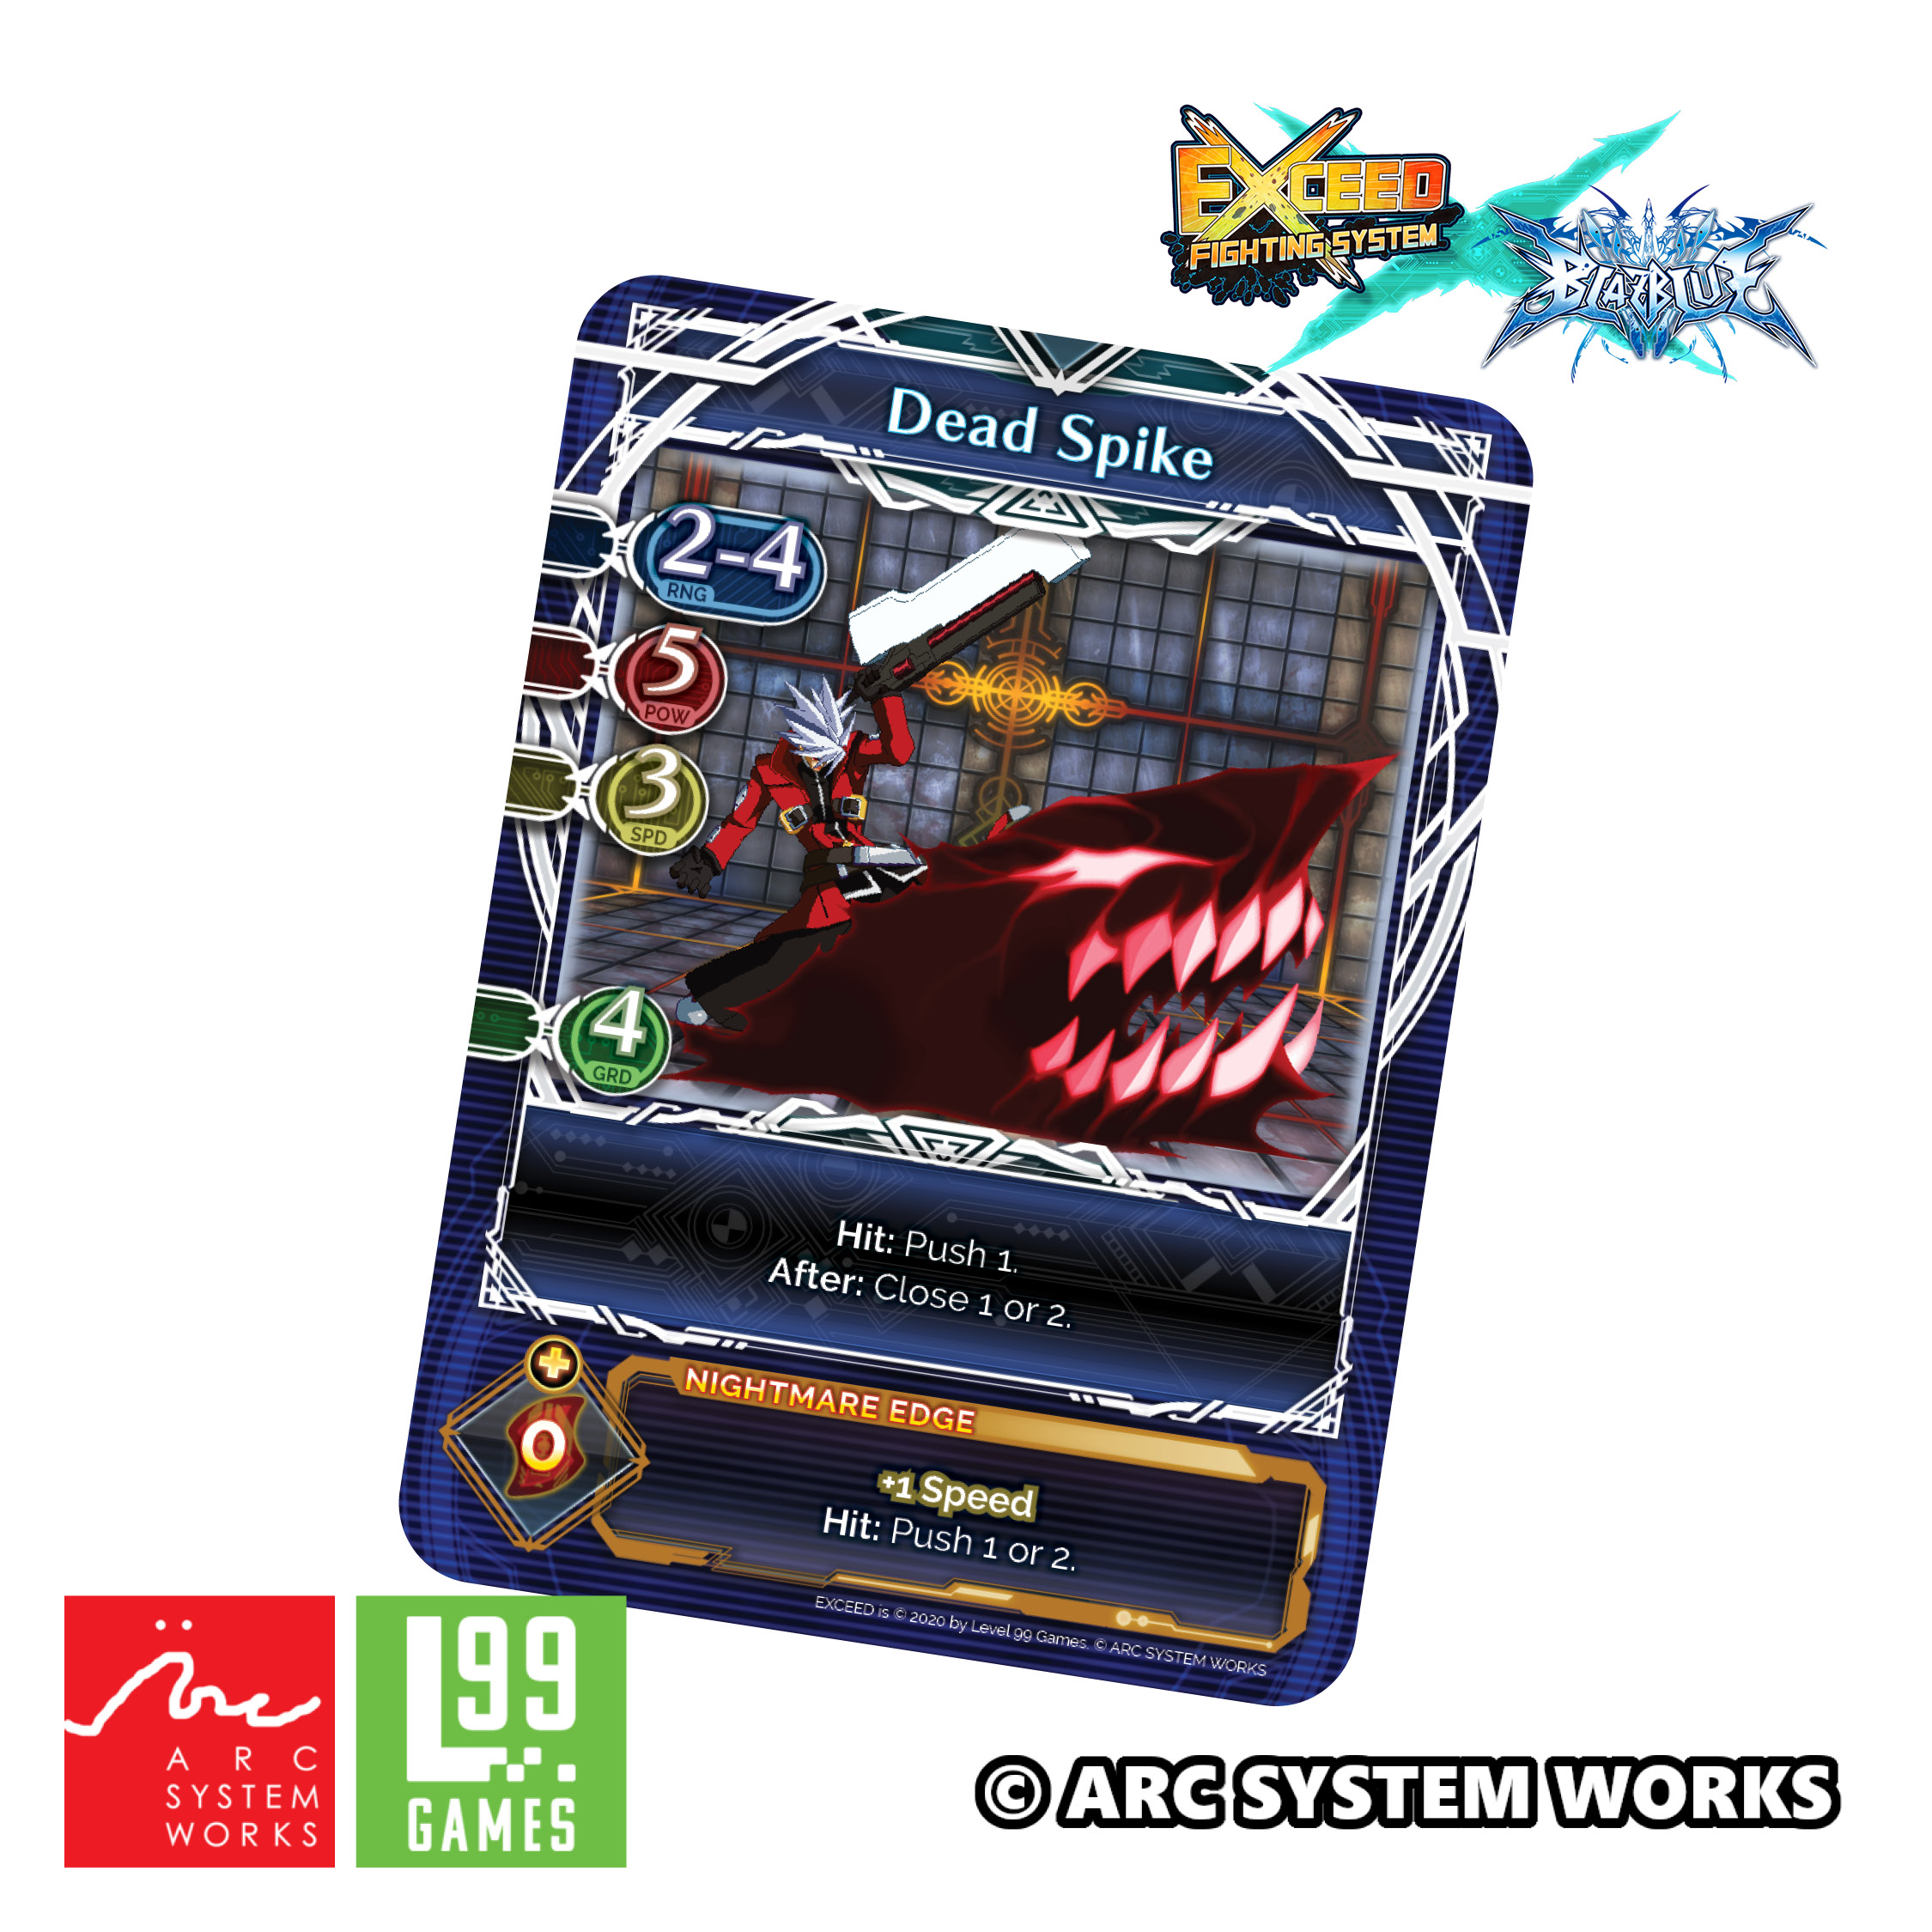 EXCEED
FIGHTING SYSTEM
BLAZBLUE
Dead Spike
2-4
RNG
5
POW
3
SPD
4
GRD
Hit: Push 1.
After: Close 1 or 2.
+
0
NIGHTMARE EDGE
+1 Speed
Hit: Push 1 or 2.
EXCEED is © 2020 by Level 99 Games. © ARC SYSTEM WORKS
Arc
ARC
SYSTEM
WORKS
L99
GAMES
© ARC SYSTEM WORKS